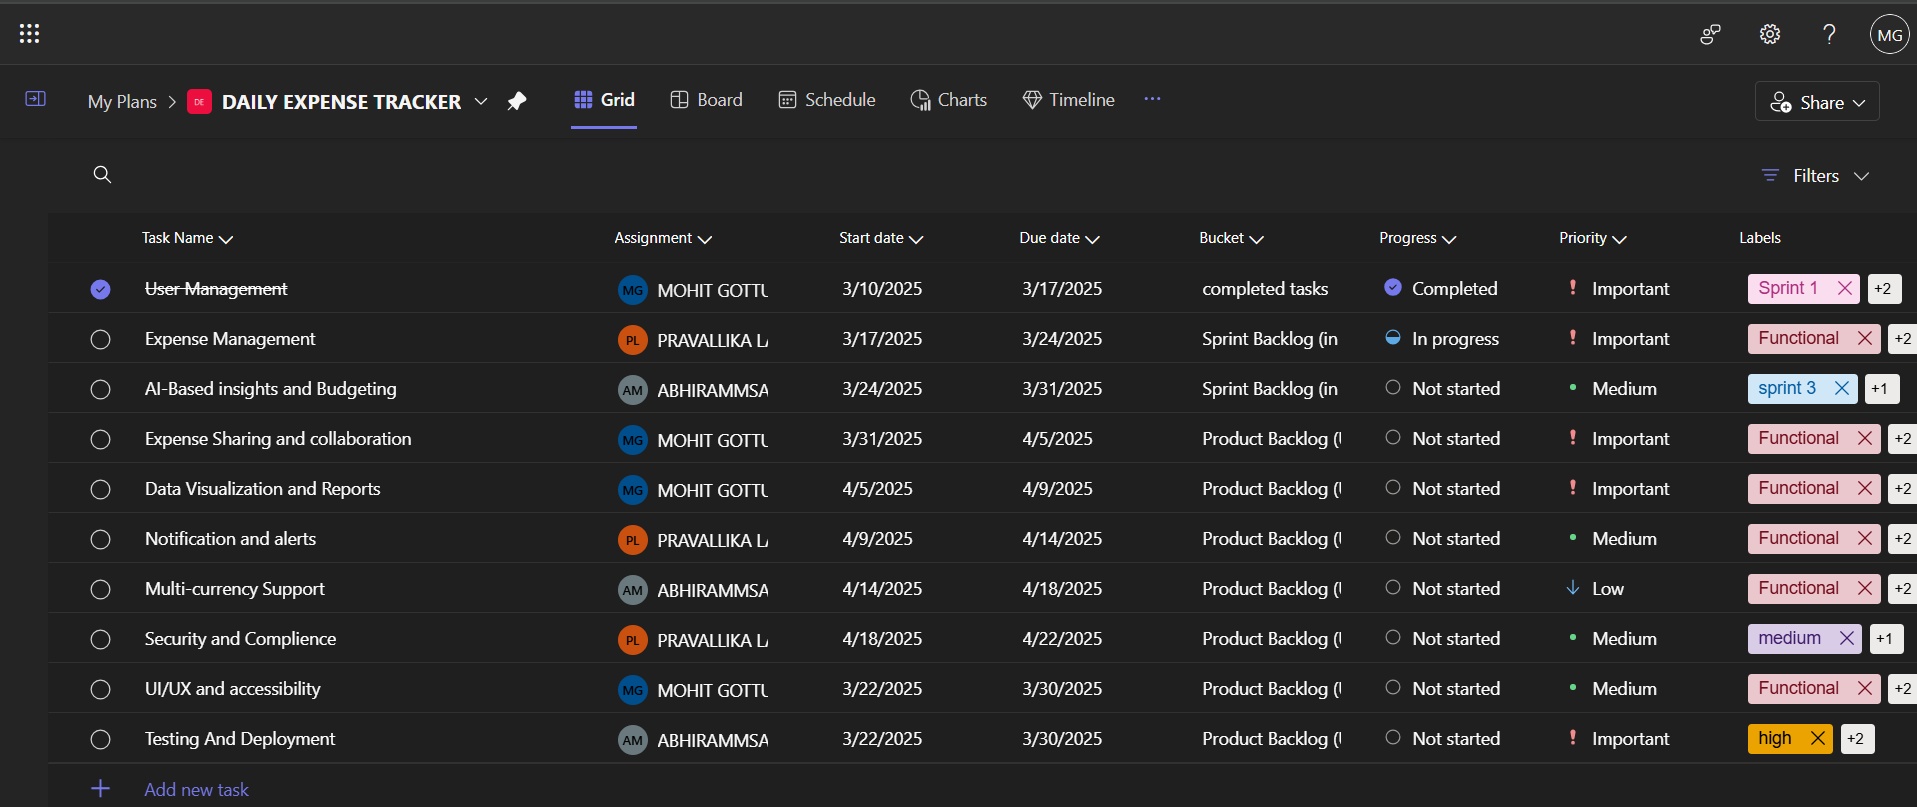 MG
My Plans > DE DAILY EXPENSE TRACKER Grid Board Schedule Charts Timeline ... Share
Filters
Task Name Assignment Start date Due date Bucket Progress Priority Labels
User Management MG MOHIT GOTTU 3/10/2025 3/17/2025 completed tasks Completed Important Sprint 1 +2
Expense Management PL PRAVALLIKA LA 3/17/2025 3/24/2025 Sprint Backlog (in In progress Important Functional +2
AI-Based insights and Budgeting AM ABHIRAMMSA 3/24/2025 3/31/2025 Sprint Backlog (in Not started Medium sprint 3 +1
Expense Sharing and collaboration MG MOHIT GOTTU 3/31/2025 4/5/2025 Product Backlog ( Not started Important Functional +2
Data Visualization and Reports MG MOHIT GOTTU 4/5/2025 4/9/2025 Product Backlog ( Not started Important Functional +2
Notification and alerts PL PRAVALLIKA LA 4/9/2025 4/14/2025 Product Backlog ( Not started Medium Functional +2
Multi-currency Support AM ABHIRAMMSA 4/14/2025 4/18/2025 Product Backlog ( Not started Low Functional +2
Security and Complience PL PRAVALLIKA LA 4/18/2025 4/22/2025 Product Backlog ( Not started Medium medium +1
UI/UX and accessibility MG MOHIT GOTTU 3/22/2025 3/30/2025 Product Backlog ( Not started Medium Functional +2
Testing And Deployment AM ABHIRAMMSA 3/22/2025 3/30/2025 Product Backlog ( Not started Important high +2
+ Add new task